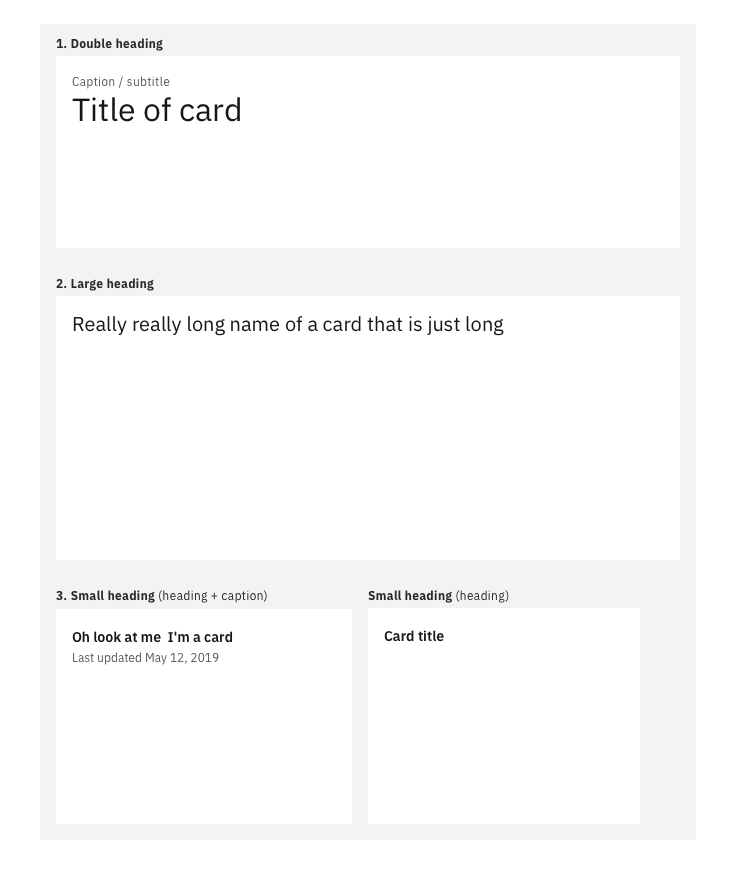 1. Double heading
Caption / subtitle
Title of card
2. Large heading
Really really long name of a card that is just long
3. Small heading (heading + caption)
Oh look at me  I'm a card
Last updated May 12, 2019
Small heading (heading)
Card title